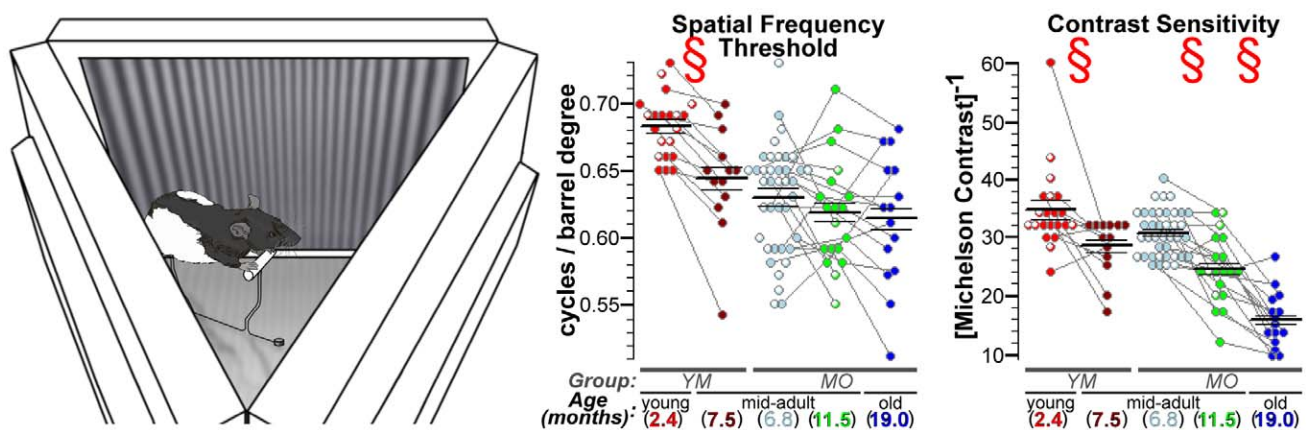 Spatial Frequency
Threshold
§
cycles / barrel degree
0.70
0.65
0.60
0.55
Group: YM MO
Age
(months): young mid-adult old
(2.4) (7.5) (6.8) (11.5) (19.0)
Contrast Sensitivity
§ § §
[Michelson Contrast]-1
60
50
40
30
20
10
YM MO
young mid-adult old
(2.4) (7.5) (6.8) (11.5) (19.0)